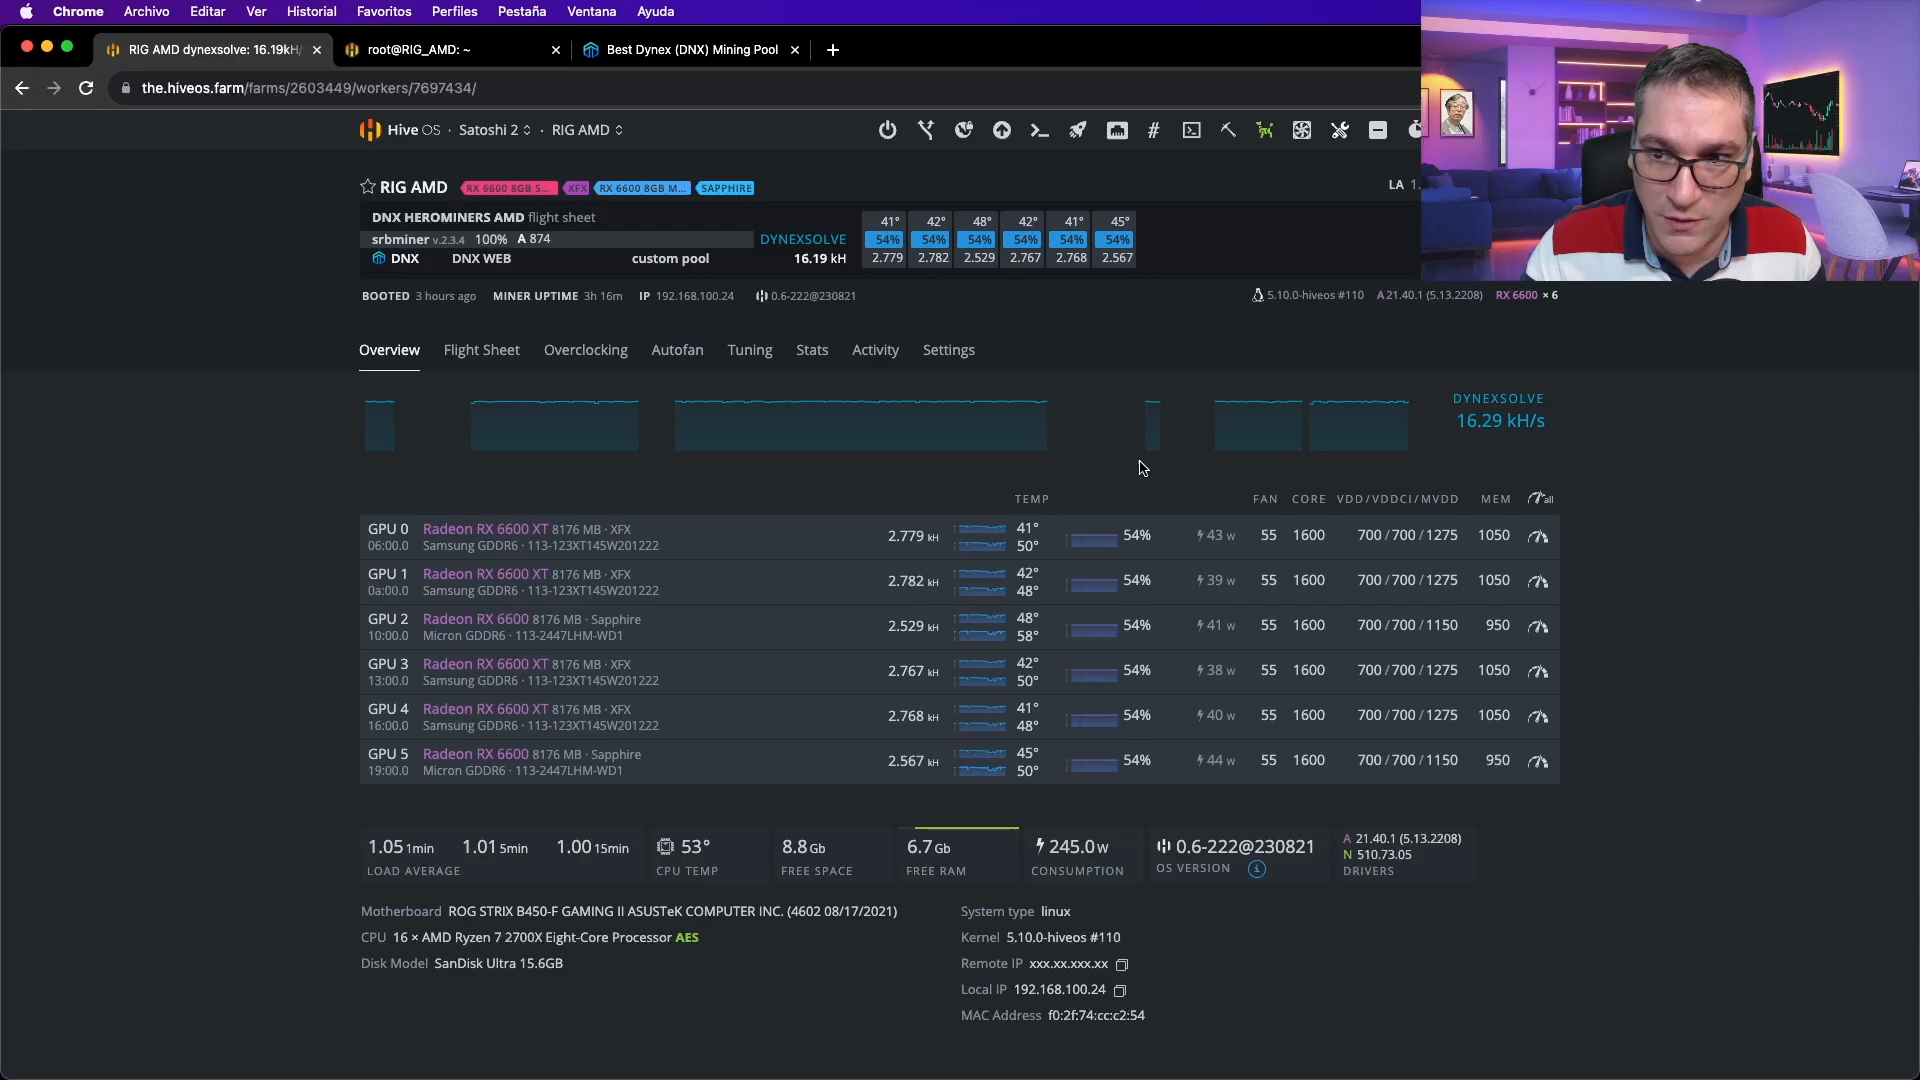 Chrome Archivo Editar Ver Historial Favoritos Perfiles Pestaña Ventana Ayuda
RIG AMD dynexsolve: 16.19kH/
root@RIG_AMD: ~
Best Dynex (DNX) Mining Pool
the.hiveos.farm/farms/2603449/workers/7697434/
Hive OS · Satoshi 2 · RIG AMD
RIG AMD RX 6600 8GB S... XFX RX 6600 8GB M... SAPPHIRE
LA 1.
DNX HEROMINERS AMD flight sheet
srbminer v.2.3.4 100% A 874 DYNEXSOLVE
DNX DNX WEB custom pool 16.19 kH
41° 42° 48° 42° 41° 45°
54% 54% 54% 54% 54% 54%
2.779 2.782 2.529 2.767 2.768 2.567
BOOTED 3 hours ago MINER UPTIME 3h 16m IP 192.168.100.24 0.6-222@230821
5.10.0-hiveos #110 A 21.40.1 (5.13.2208) RX 6600 × 6
Overview Flight Sheet Overclocking Autofan Tuning Stats Activity Settings
DYNEXSOLVE
16.29 kH/s
TEMP FAN CORE VDD/VDDCI/MVDD MEM all
GPU 0 Radeon RX 6600 XT 8176 MB · XFX 2.779 kH 41° 54% 43 w 55 1600 700/700/1275 1050
06:00.0 Samsung GDDR6 · 113-123XT145W201222 50°
GPU 1 Radeon RX 6600 XT 8176 MB · XFX 2.782 kH 42° 54% 39 w 55 1600 700/700/1275 1050
0a:00.0 Samsung GDDR6 · 113-123XT145W201222 48°
GPU 2 Radeon RX 6600 8176 MB · Sapphire 2.529 kH 48° 54% 41 w 55 1600 700/700/1150 950
10:00.0 Micron GDDR6 · 113-2447LHM-WD1 58°
GPU 3 Radeon RX 6600 XT 8176 MB · XFX 2.767 kH 42° 54% 38 w 55 1600 700/700/1275 1050
13:00.0 Samsung GDDR6 · 113-123XT145W201222 50°
GPU 4 Radeon RX 6600 XT 8176 MB · XFX 2.768 kH 41° 54% 40 w 55 1600 700/700/1275 1050
16:00.0 Samsung GDDR6 · 113-123XT145W201222 48°
GPU 5 Radeon RX 6600 8176 MB · Sapphire 2.567 kH 45° 54% 44 w 55 1600 700/700/1150 950
19:00.0 Micron GDDR6 · 113-2447LHM-WD1 50°
1.05 1min 1.01 5min 1.00 15min
LOAD AVERAGE
53°
CPU TEMP
8.8 Gb
FREE SPACE
6.7 Gb
FREE RAM
245.0 w
CONSUMPTION
0.6-222@230821
OS VERSION
A 21.40.1 (5.13.2208)
N 510.73.05
DRIVERS
Motherboard ROG STRIX B450-F GAMING II ASUSTeK COMPUTER INC. (4602 08/17/2021)
CPU 16 × AMD Ryzen 7 2700X Eight-Core Processor AES
Disk Model SanDisk Ultra 15.6GB
System type linux
Kernel 5.10.0-hiveos #110
Remote IP xxx.xx.xxx.xx
Local IP 192.168.100.24
MAC Address f0:2f:74:cc:c2:54